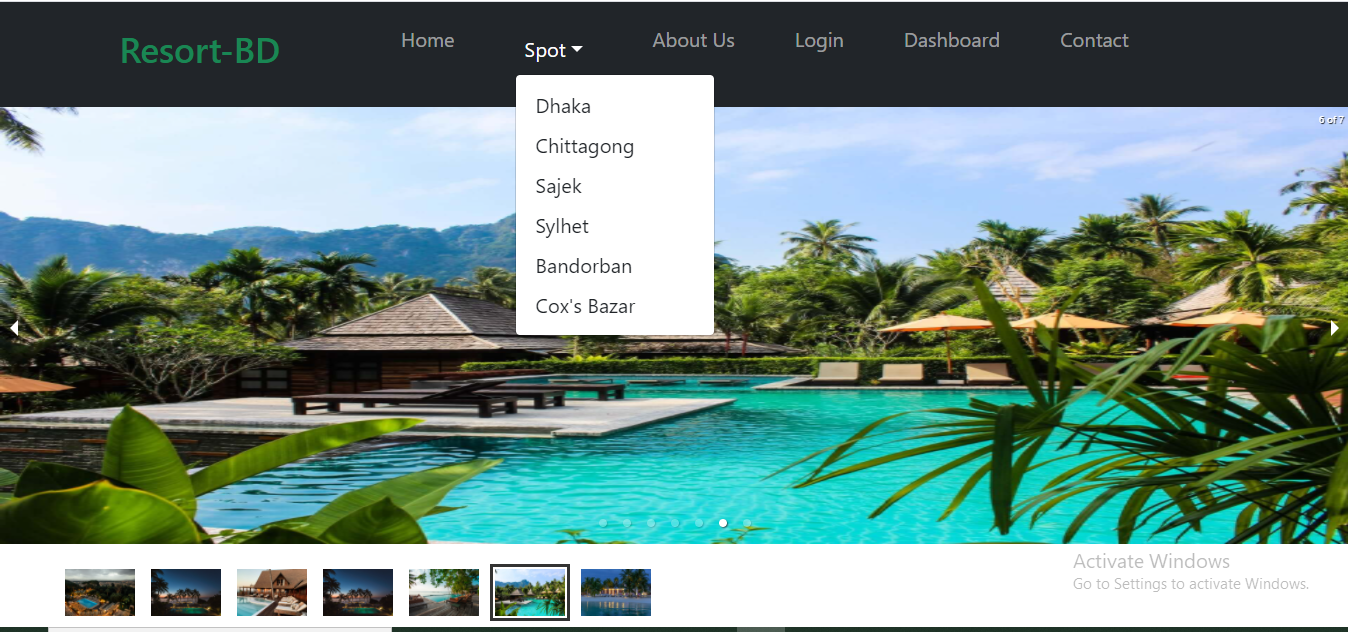 Resort-BD
Home
Spot
About Us
Login
Dashboard
Contact
Dhaka
Chittagong
Sajek
Sylhet
Bandorban
Cox's Bazar
6 of 7
Activate Windows
Go to Settings to activate Windows.